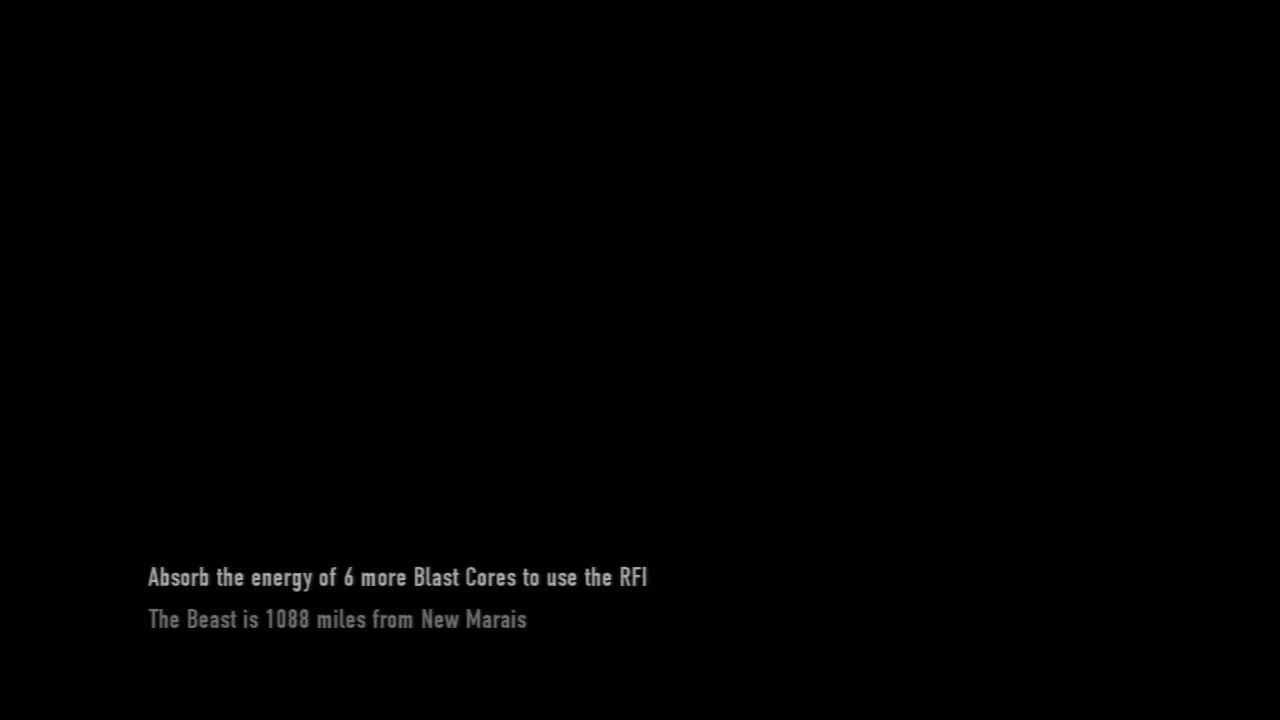 Absorb the energy of 6 more Blast Cores to use the RFI
The Beast is 1088 miles from New Marais